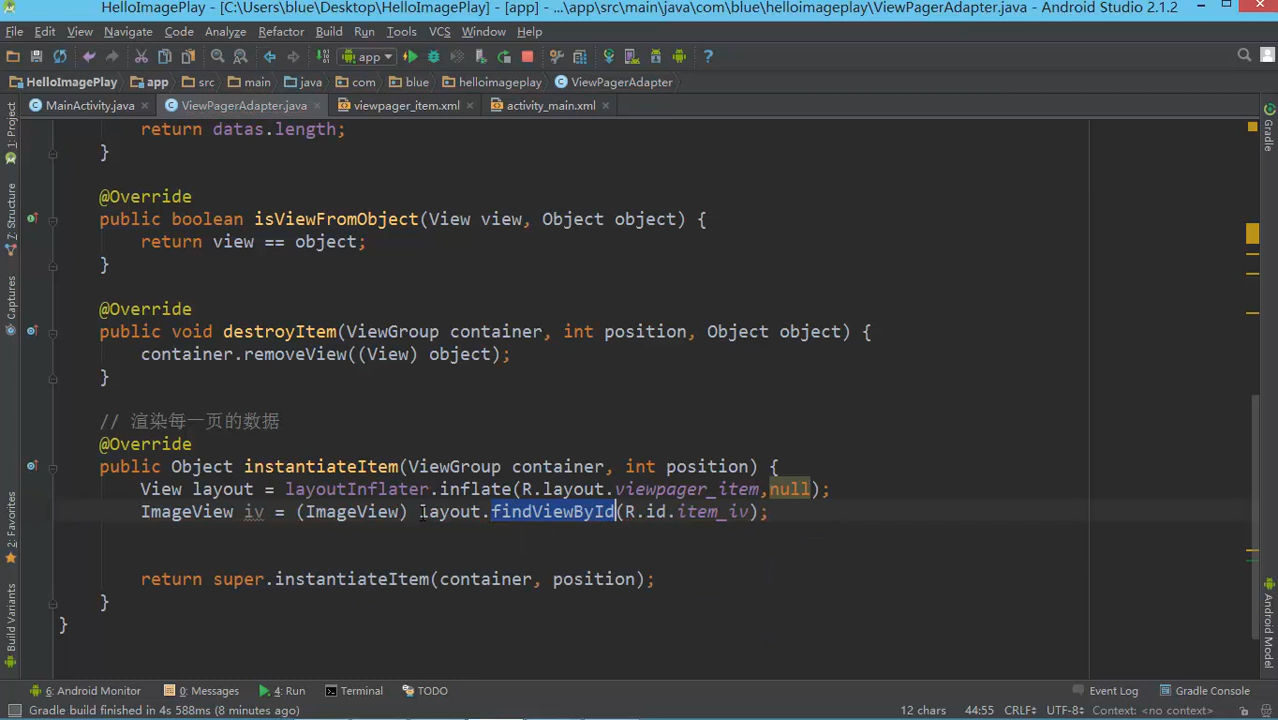 HelloImagePlay - [C:\Users\blue\Desktop\HelloImagePlay] - [app] - ...\app\src\main\java\com\blue\helloimageplay\ViewPagerAdapter.java - Android Studio 2.1.2
File Edit View Navigate Code Analyze Refactor Build Run Tools VCS Window Help
app
HelloImagePlay app src main java com blue helloimageplay ViewPagerAdapter
MainActivity.java ViewPagerAdapter.java viewpager_item.xml activity_main.xml
1: Project
7: Structure
Captures
2: Favorites
Build Variants
Gradle
Android Model
return datas.length;
}
@Override
public boolean isViewFromObject(View view, Object object) {
return view == object;
}
@Override
public void destroyItem(ViewGroup container, int position, Object object) {
container.removeView((View) object);
}
// 渲染每一页的数据
@Override
public Object instantiateItem(ViewGroup container, int position) {
View layout = layoutInflater.inflate(R.layout.viewpager_item,null);
ImageView iv = (ImageView) layout.findViewById(R.id.item_iv);
return super.instantiateItem(container, position);
}
}
6: Android Monitor 0: Messages 4: Run Terminal TODO Event Log Gradle Console
Gradle build finished in 4s 588ms (8 minutes ago) 12 chars 44:55 CRLF÷ UTF-8÷ Context: <no context>